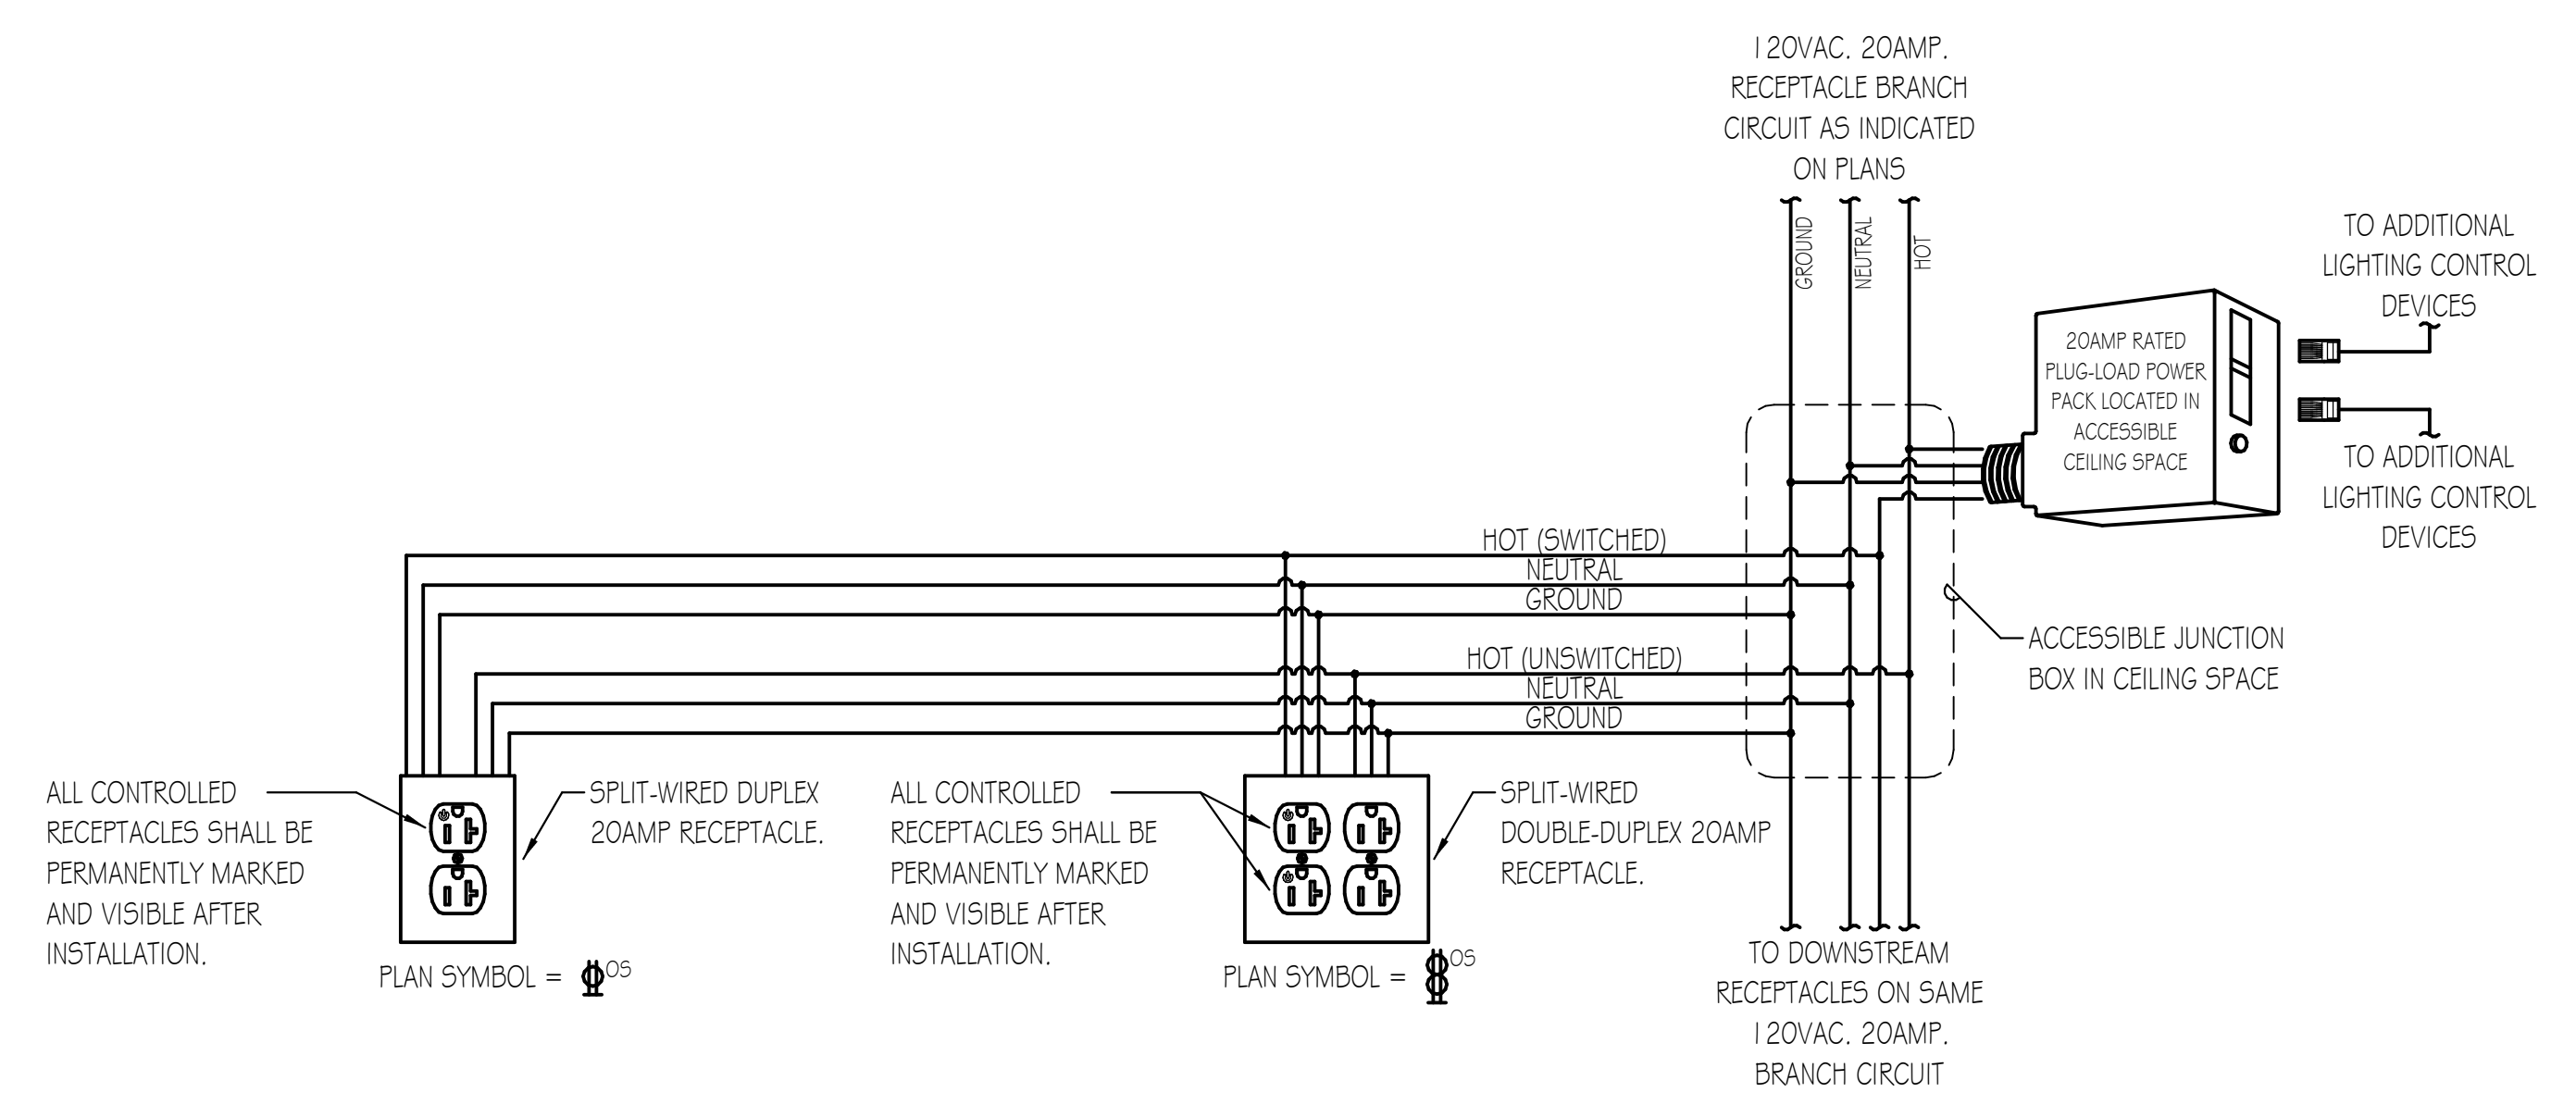 120VAC. 20AMP.
RECEPTACLE BRANCH
CIRCUIT AS INDICATED
ON PLANS
GROUND
NEUTRAL
HOT
TO ADDITIONAL
LIGHTING CONTROL
DEVICES
20AMP RATED
PLUG-LOAD POWER
PACK LOCATED IN
ACCESSIBLE
CEILING SPACE
TO ADDITIONAL
LIGHTING CONTROL
DEVICES
HOT (SWITCHED)
NEUTRAL
GROUND
HOT (UNSWITCHED)
NEUTRAL
GROUND
ACCESSIBLE JUNCTION
BOX IN CEILING SPACE
ALL CONTROLLED
RECEPTACLES SHALL BE
PERMANENTLY MARKED
AND VISIBLE AFTER
INSTALLATION.
SPLIT-WIRED DUPLEX
20AMP RECEPTACLE.
PLAN SYMBOL = OS
ALL CONTROLLED
RECEPTACLES SHALL BE
PERMANENTLY MARKED
AND VISIBLE AFTER
INSTALLATION.
SPLIT-WIRED
DOUBLE-DUPLEX 20AMP
RECEPTACLE.
PLAN SYMBOL = OS
TO DOWNSTREAM
RECEPTACLES ON SAME
120VAC. 20AMP.
BRANCH CIRCUIT